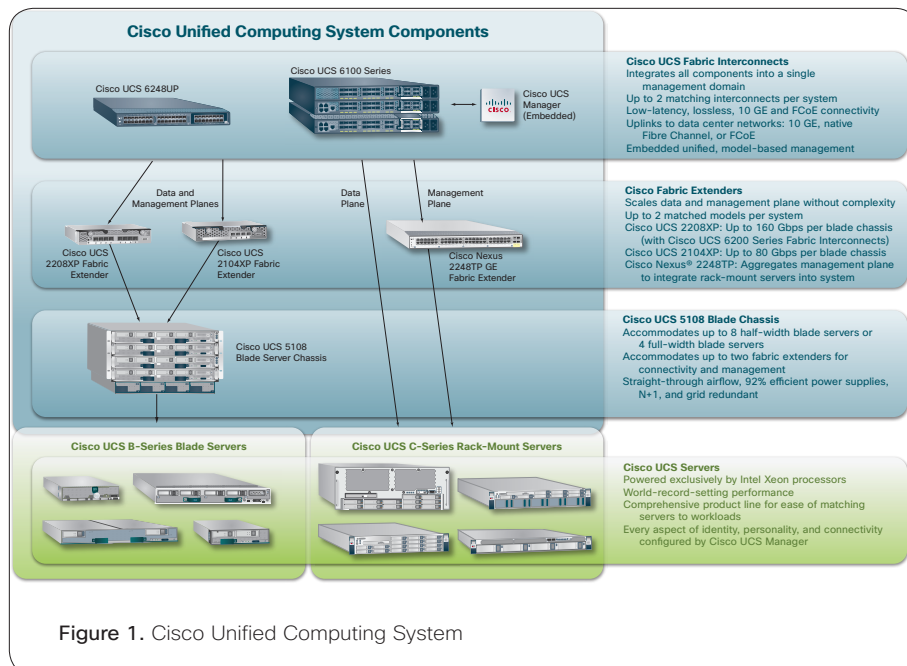 Cisco Unified Computing System Components
Cisco UCS 6248UP
Cisco UCS 6100 Series
CISCO
Cisco UCS
Manager
(Embedded)
Cisco UCS Fabric Interconnects
Integrates all components into a single
management domain
Up to 2 matching interconnects per system
Low-latency, lossless, 10 GE and FCoE connectivity
Uplinks to data center networks: 10 GE, native
Fibre Channel, or FCoE
Embedded unified, model-based management
Data and
Management Planes
Data
Plane
Management
Plane
Cisco UCS
2208XP Fabric
Extender
Cisco UCS
2104XP Fabric
Extender
Cisco Nexus
2248TP GE
Fabric Extender
Cisco Fabric Extenders
Scales data and management plane without complexity
Up to 2 matched models per system
Cisco UCS 2208XP: Up to 160 Gbps per blade chassis
(with Cisco UCS 6200 Series Fabric Interconnects)
Cisco UCS 2104XP: Up to 80 Gbps per blade chassis
Cisco Nexus® 2248TP: Aggregates management plane
to integrate rack-mount servers into system
Cisco UCS 5108
Blade Server Chassis
Cisco UCS 5108 Blade Chassis
Accommodates up to 8 half-width blade servers or
4 full-width blade servers
Accommodates up to two fabric extenders for
connectivity and management
Straight-through airflow, 92% efficient power supplies,
N+1, and grid redundant
Cisco UCS B-Series Blade Servers
Cisco UCS C-Series Rack-Mount Servers
Cisco UCS Servers
Powered exclusively by Intel Xeon processors
World-record-setting performance
Comprehensive product line for ease of matching
servers to workloads
Every aspect of identity, personality, and connectivity
configured by Cisco UCS Manager
Figure 1. Cisco Unified Computing System